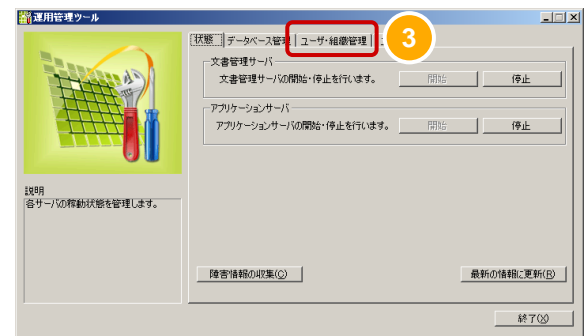 運用管理ツール
状態 データベース管理 ユーザ・組織管理
3
文書管理サーバ
文書管理サーバの開始・停止を行います。 開始 停止
アプリケーションサーバ
アプリケーションサーバの開始・停止を行います。 開始 停止
説明
各サーバの稼動状態を管理します。
障害情報の収集(C) 最新の情報に更新(R)
終了(X)